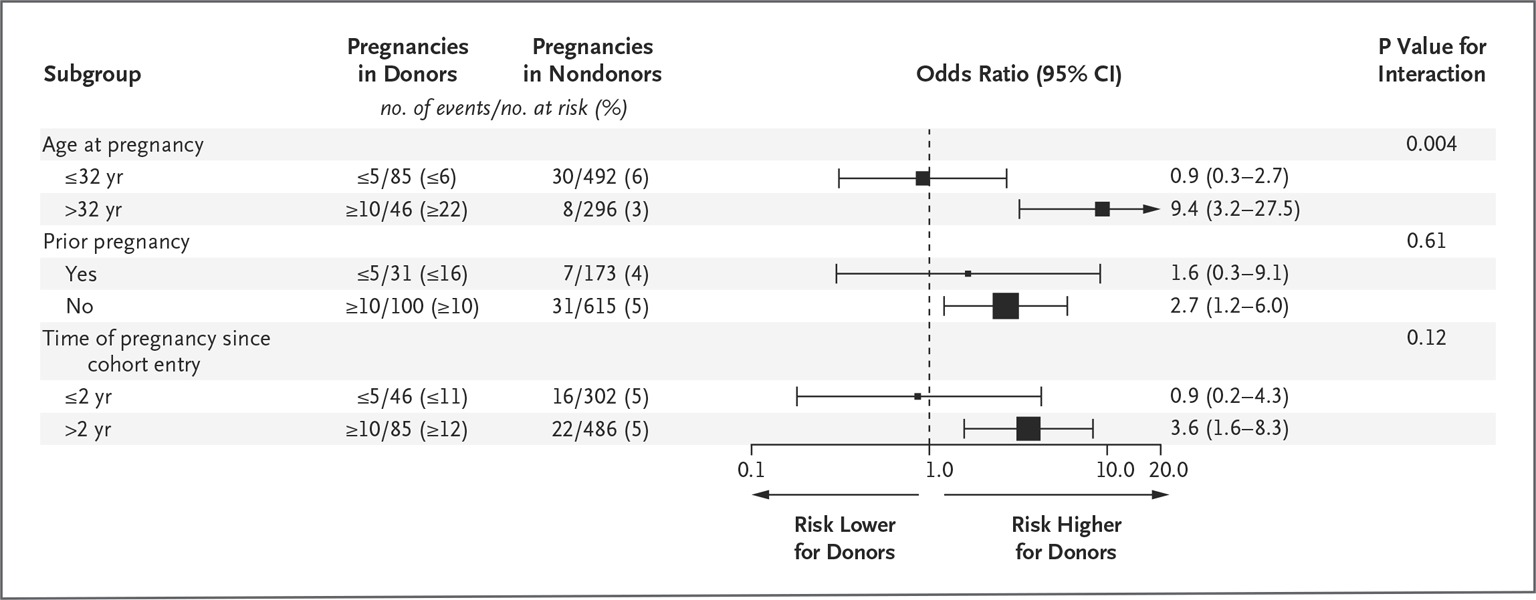 Subgroup
Pregnancies
in Donors
Pregnancies
in Nondonors
Odds Ratio (95% CI)
P Value for
Interaction
no. of events/no. at risk (%)
Age at pregnancy 0.004
≤32 yr ≤5/85 (≤6) 30/492 (6) 0.9 (0.3–2.7)
>32 yr ≥10/46 (≥22) 8/296 (3) 9.4 (3.2–27.5)
Prior pregnancy 0.61
Yes ≤5/31 (≤16) 7/173 (4) 1.6 (0.3–9.1)
No ≥10/100 (≥10) 31/615 (5) 2.7 (1.2–6.0)
Time of pregnancy since 0.12
cohort entry
≤2 yr ≤5/46 (≤11) 16/302 (5) 0.9 (0.2–4.3)
>2 yr ≥10/85 (≥12) 22/486 (5) 3.6 (1.6–8.3)
0.1 1.0 10.0 20.0
Risk Lower
for Donors
Risk Higher
for Donors